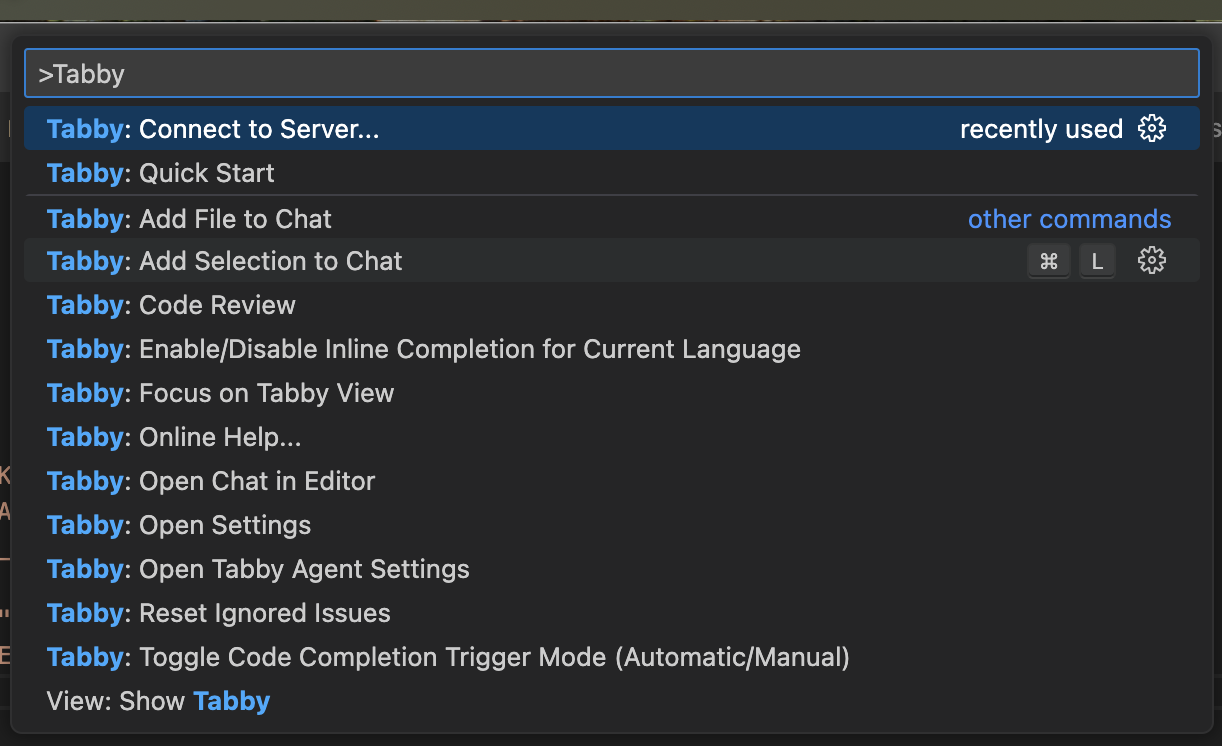 >Tabby
Tabby: Connect to Server... recently used
Tabby: Quick Start
Tabby: Add File to Chat other commands
Tabby: Add Selection to Chat ⌘ L
Tabby: Code Review
Tabby: Enable/Disable Inline Completion for Current Language
Tabby: Focus on Tabby View
Tabby: Online Help...
Tabby: Open Chat in Editor
Tabby: Open Settings
Tabby: Open Tabby Agent Settings
Tabby: Reset Ignored Issues
Tabby: Toggle Code Completion Trigger Mode (Automatic/Manual)
View: Show Tabby